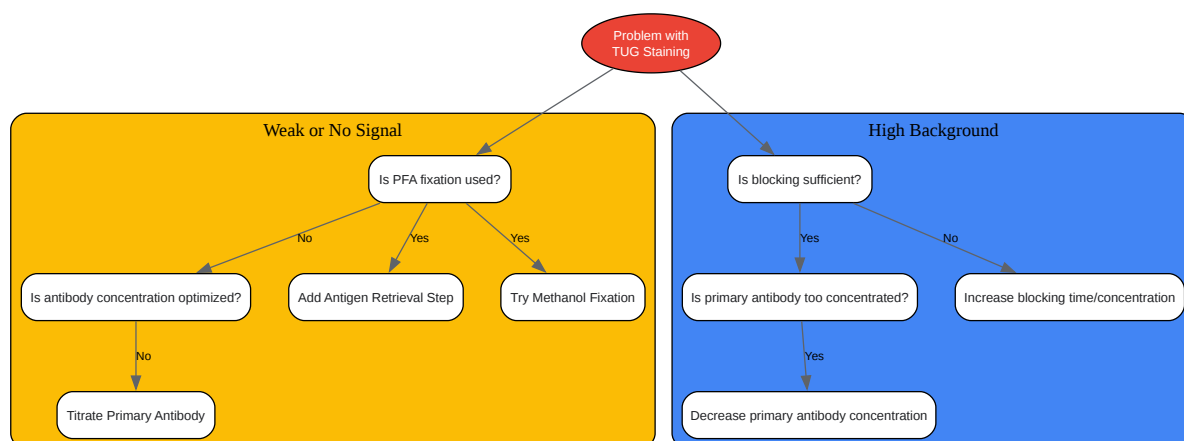 Problem with
TUG Staining
Weak or No Signal
High Background
Is PFA fixation used?
Is blocking sufficient?
No
Yes
Yes
Yes
No
Is antibody concentration optimized?
Add Antigen Retrieval Step
Try Methanol Fixation
Is primary antibody too concentrated?
Increase blocking time/concentration
No
Yes
Titrate Primary Antibody
Decrease primary antibody concentration